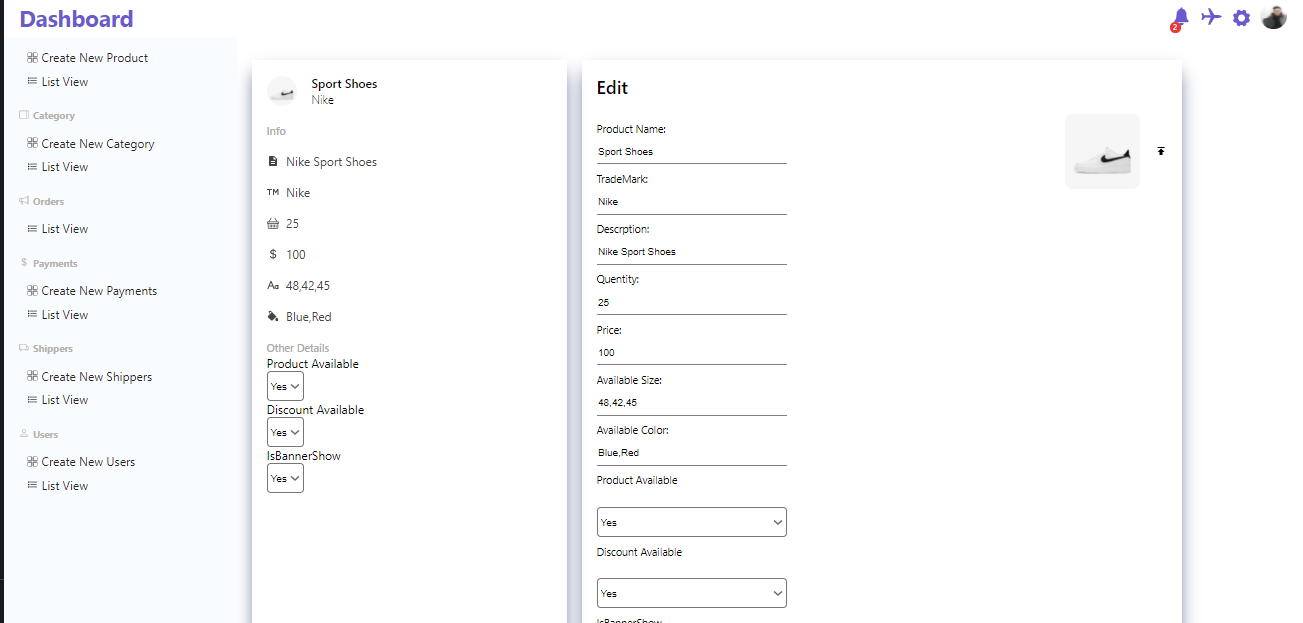 Dashboard
2
Create New Product
List View
Category
Create New Category
List View
Orders
List View
$ Payments
Create New Payments
List View
Shippers
Create New Shippers
List View
Users
Create New Users
List View
Sport Shoes
Nike
Info
Nike Sport Shoes
TM Nike
25
$ 100
Aa 48,42,45
Blue,Red
Other Details
Product Available
Yes
Discount Available
Yes
IsBannerShow
Yes
Edit
Product Name:
Sport Shoes
TradeMark:
Nike
Descrption:
Nike Sport Shoes
Quentity:
25
Price:
100
Available Size:
48,42,45
Available Color:
Blue,Red
Product Available
Yes
Discount Available
Yes
IsBannerShow